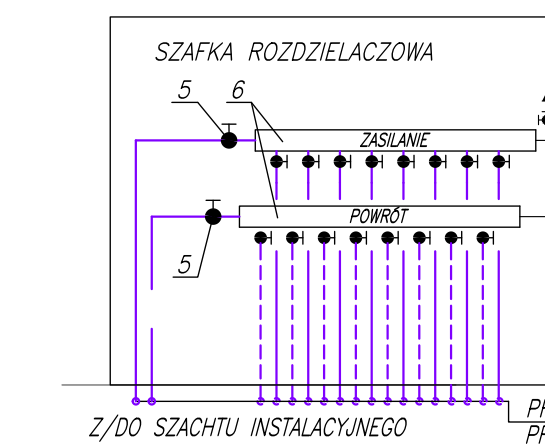 SZAFKA ROZDZIELACZOWA
5 6
ZASILANIE
POWRÓT
5
Z/DO SZACHTU INSTALACYJNEGO